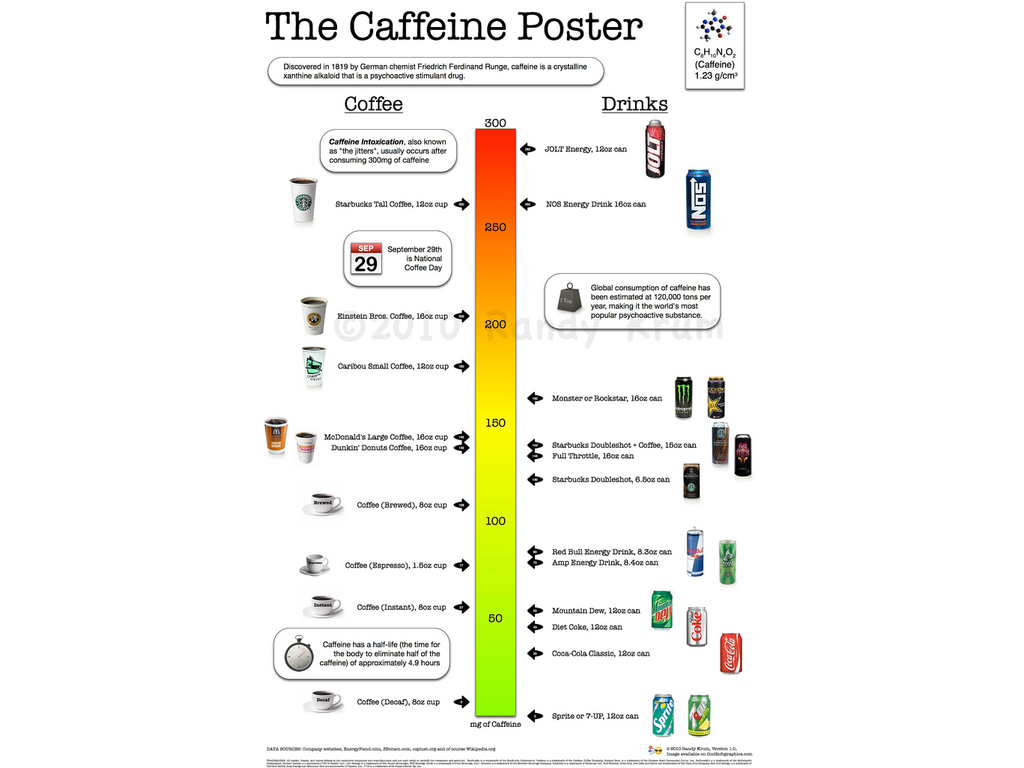 The Caffeine Poster
C8H10N4O2
(Caffeine)
1.23 g/cm³
Discovered in 1819 by German chemist Friedrich Ferdinand Runge, caffeine is a crystalline
xanthine alkaloid that is a psychoactive stimulant drug.
Coffee
Drinks
300
Caffeine Intoxication, also known
as "the jitters", usually occurs after
consuming 300mg of caffeine
JOLT Energy, 12oz can
JOLT
Starbucks Tall Coffee, 12oz cup
NOS Energy Drink 16oz can
NOS
250
SEP
29
September 29th
is National
Coffee Day
1 Ton
Global consumption of caffeine has
been estimated at 120,000 tons per
year, making it the world's most
popular psychoactive substance.
Einstein Bros. Coffee, 16oz cup
200
©2010 Randy Krum
Caribou Small Coffee, 12oz cup
Monster or Rockstar, 16oz can
150
McDonald's Large Coffee, 16oz cup
Dunkin' Donuts Coffee, 16oz cup
Starbucks Doubleshot + Coffee, 15oz can
Full Throttle, 16oz can
Starbucks Doubleshot, 6.5oz can
Brewed
Coffee (Brewed), 8oz cup
100
Red Bull Energy Drink, 8.3oz can
Amp Energy Drink, 8.4oz can
Coffee (Espresso), 1.5oz cup
Instant
Coffee (Instant), 8oz cup
Mountain Dew, 12oz can
50
Diet Coke, 12oz can
Coke
Caffeine has a half-life (the time for
the body to eliminate half of the
caffeine) of approximately 4.9 hours
Coca-Cola Classic, 12oz can
Coca-Cola
Decaf
Coffee (Decaf), 8oz cup
Sprite or 7-UP, 12oz can
Sprite
mg of Caffeine
DATA SOURCES: Company websites, EnergyFiend.com, 38chem.com, cspinet.org and of course Wikipedia.org
© 2010 Randy Krum, Version 1.0,
Image available on CoolInfographics.com